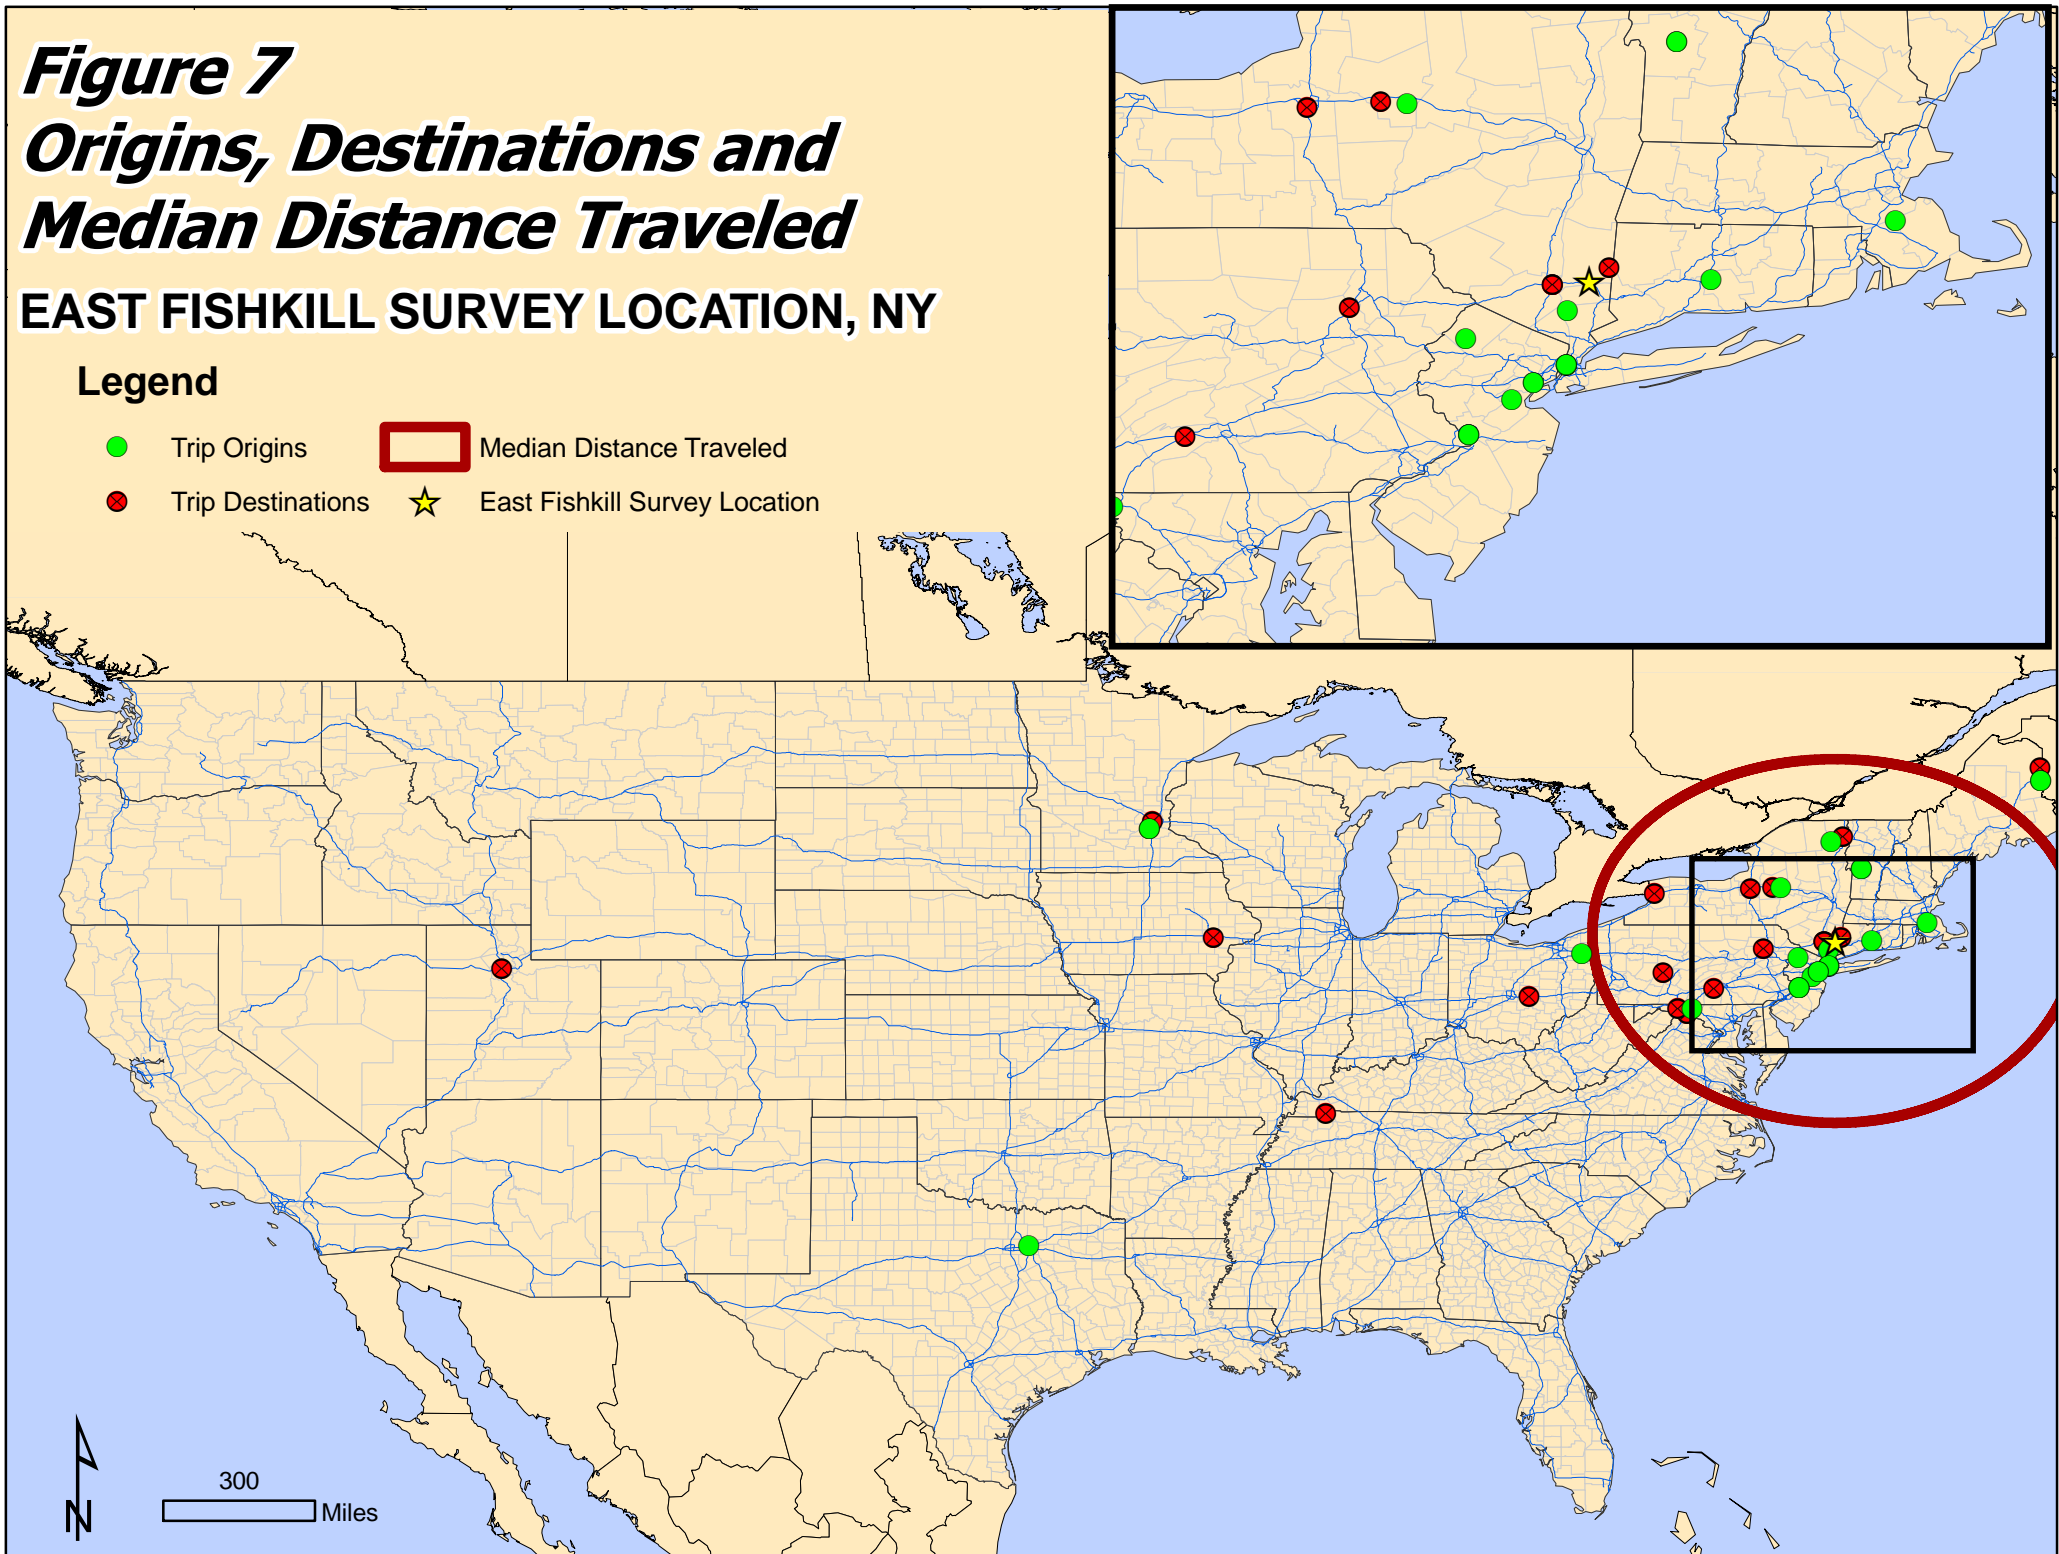 Figure 7
Origins, Destinations and
Median Distance Traveled
EAST FISHKILL SURVEY LOCATION, NY
Legend
Trip Origins
Median Distance Traveled
Trip Destinations
East Fishkill Survey Location
300
Miles
N